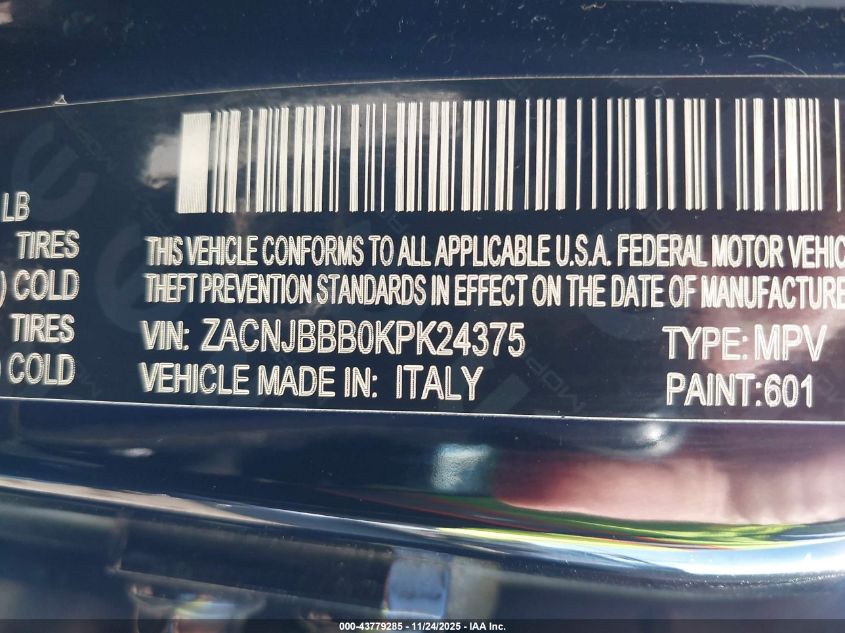 LB
TIRES
) COLD
TIRES
) COLD
THIS VEHICLE CONFORMS TO ALL APPLICABLE U.S.A. FEDERAL MOTOR VEHIC
THEFT PREVENTION STANDARDS IN EFFECT ON THE DATE OF MANUFACTURE
VIN: ZACNJBBB0KPK24375
TYPE: MPV
VEHICLE MADE IN: ITALY
PAINT:601
000-43779285 - 11/24/2025 - IAA Inc.